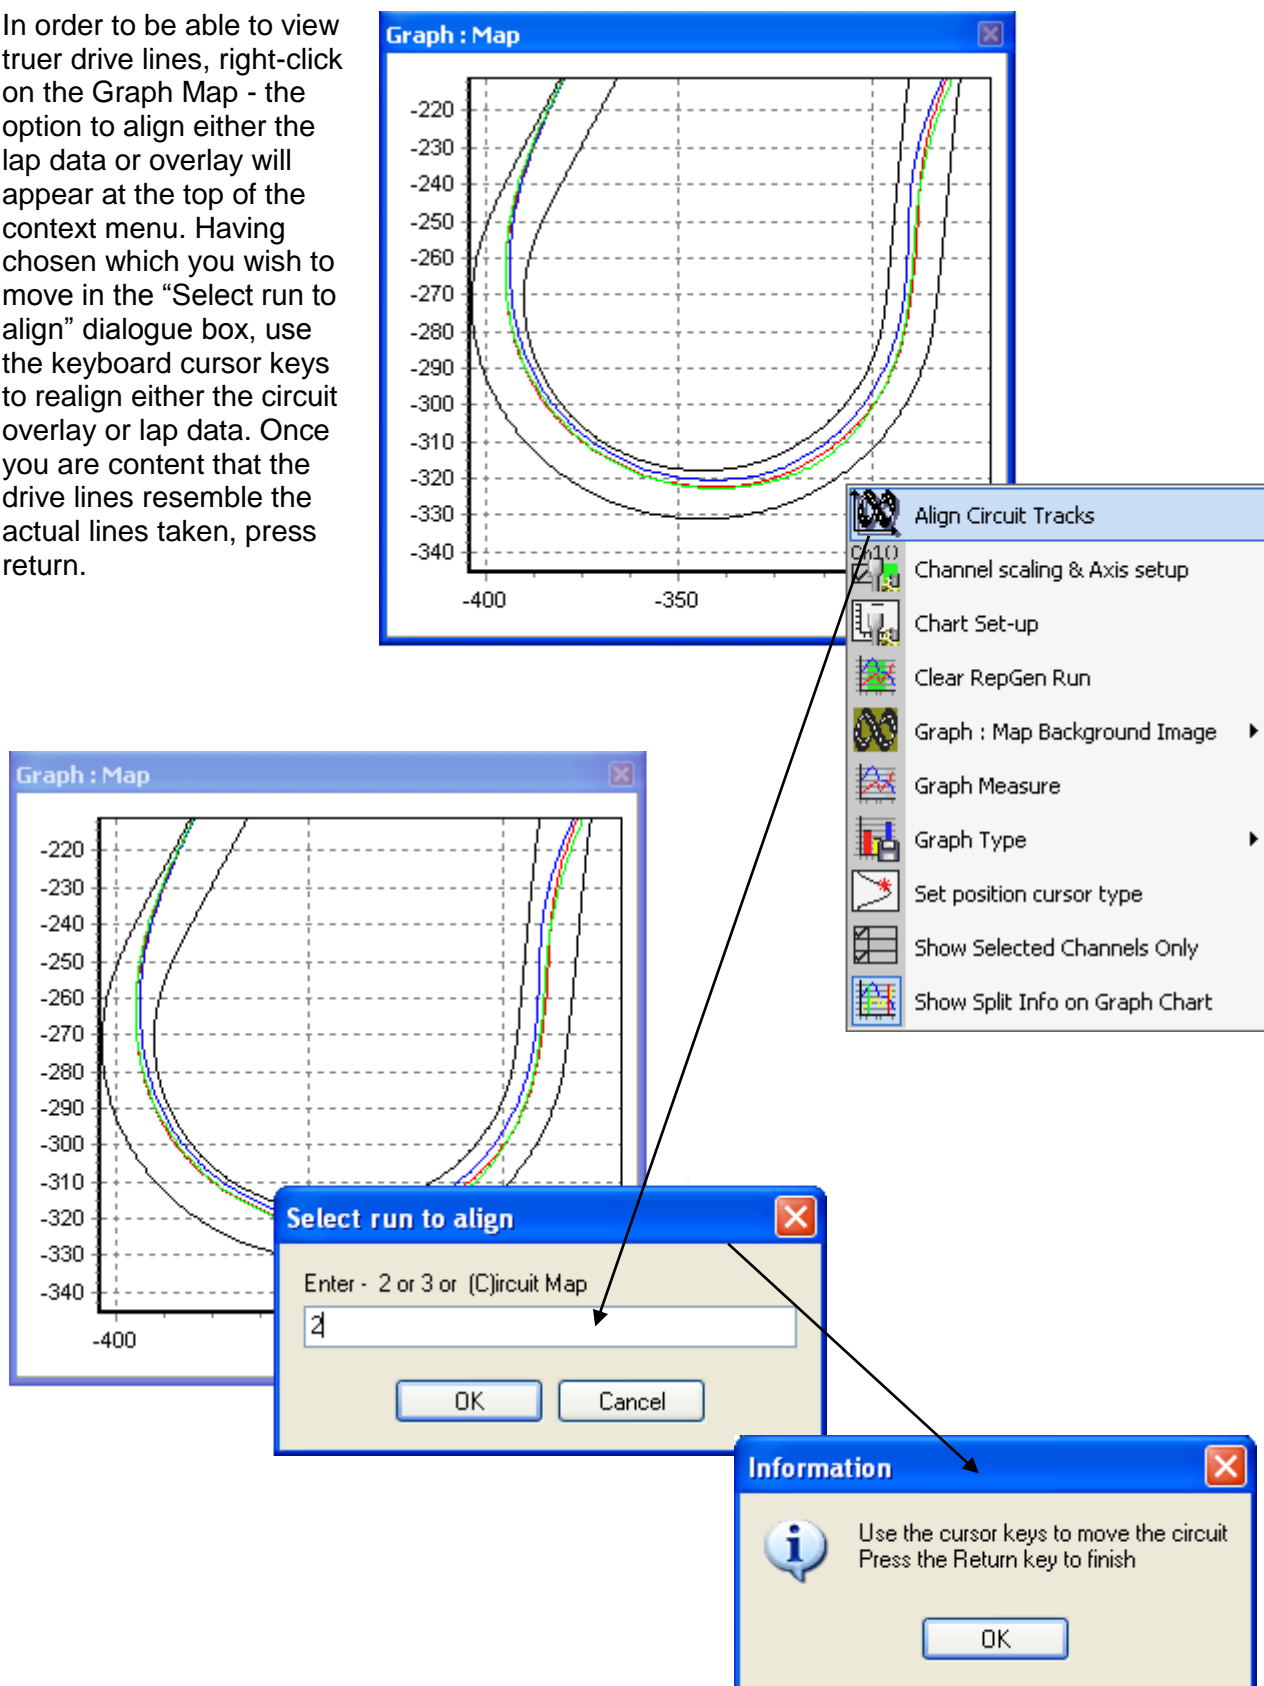 In order to be able to view
truer drive lines, right-click
on the Graph Map - the
option to align either the
lap data or overlay will
appear at the top of the
context menu. Having
chosen which you wish to
move in the “Select run to
align” dialogue box, use
the keyboard cursor keys
to realign either the circuit
overlay or lap data. Once
you are content that the
drive lines resemble the
actual lines taken, press
return.
Graph : Map
-220
-230
-240
-250
-260
-270
-280
-290
-300
-310
-320
-330
-340
-400
-350
Align Circuit Tracks
Ch10
Channel scaling & Axis setup
Chart Set-up
Clear RepGen Run
Graph : Map Background Image
Graph Measure
Graph Type
Set position cursor type
Show Selected Channels Only
Show Split Info on Graph Chart
Graph : Map
-220
-230
-240
-250
-260
-270
-280
-290
-300
-310
-320
-330
-340
-400
Select run to align
Enter - 2 or 3 or (C)ircuit Map
2
OK
Cancel
Information
Use the cursor keys to move the circuit
Press the Return key to finish
OK